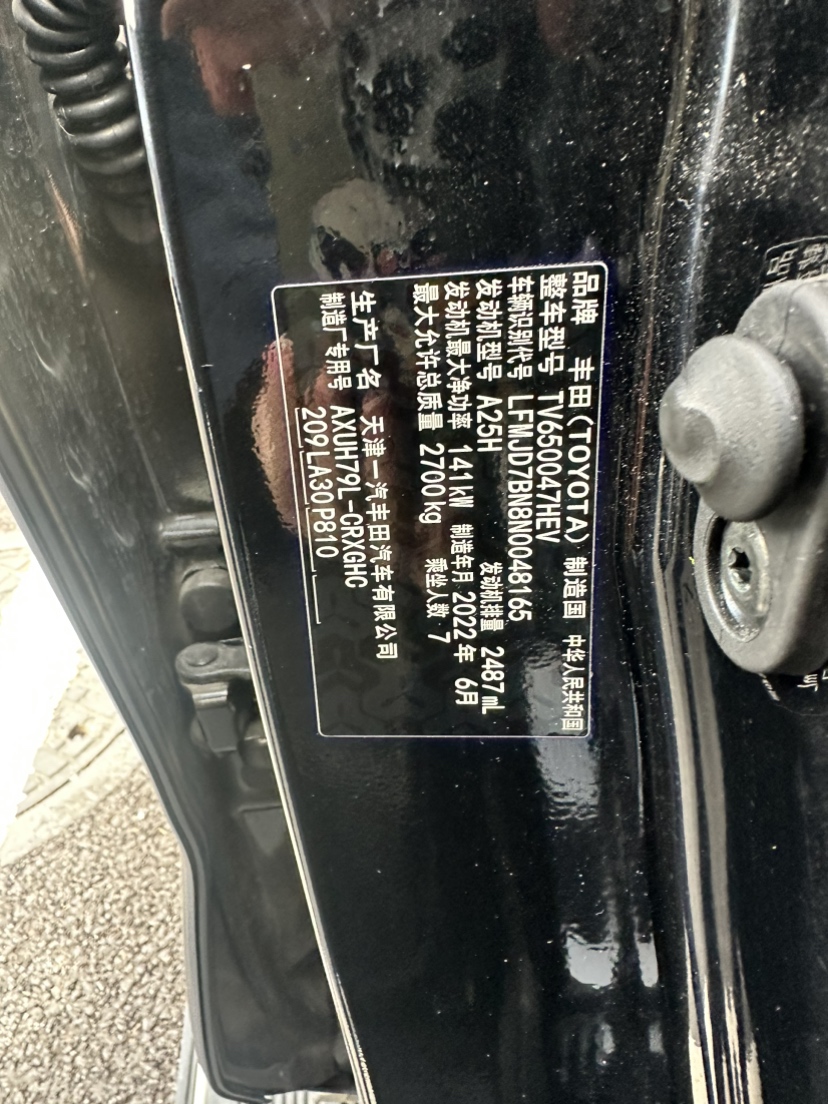 品牌 丰田(TOYOTA) 制造国 中华人民共和国
整车型号 TV650047HEV
车辆识别代号 LFMJD7BN8N0048165
发动机型号 A25H 发动机排量 2487mL
发动机最大净功率 141kW 制造年月 2022年 6月
最大允许总质量 2700kg 乘坐人数 7
生产厂名 天津一汽丰田汽车有限公司
制造厂专用号 AXUH79L-CRXGHC
209 LA30 P810